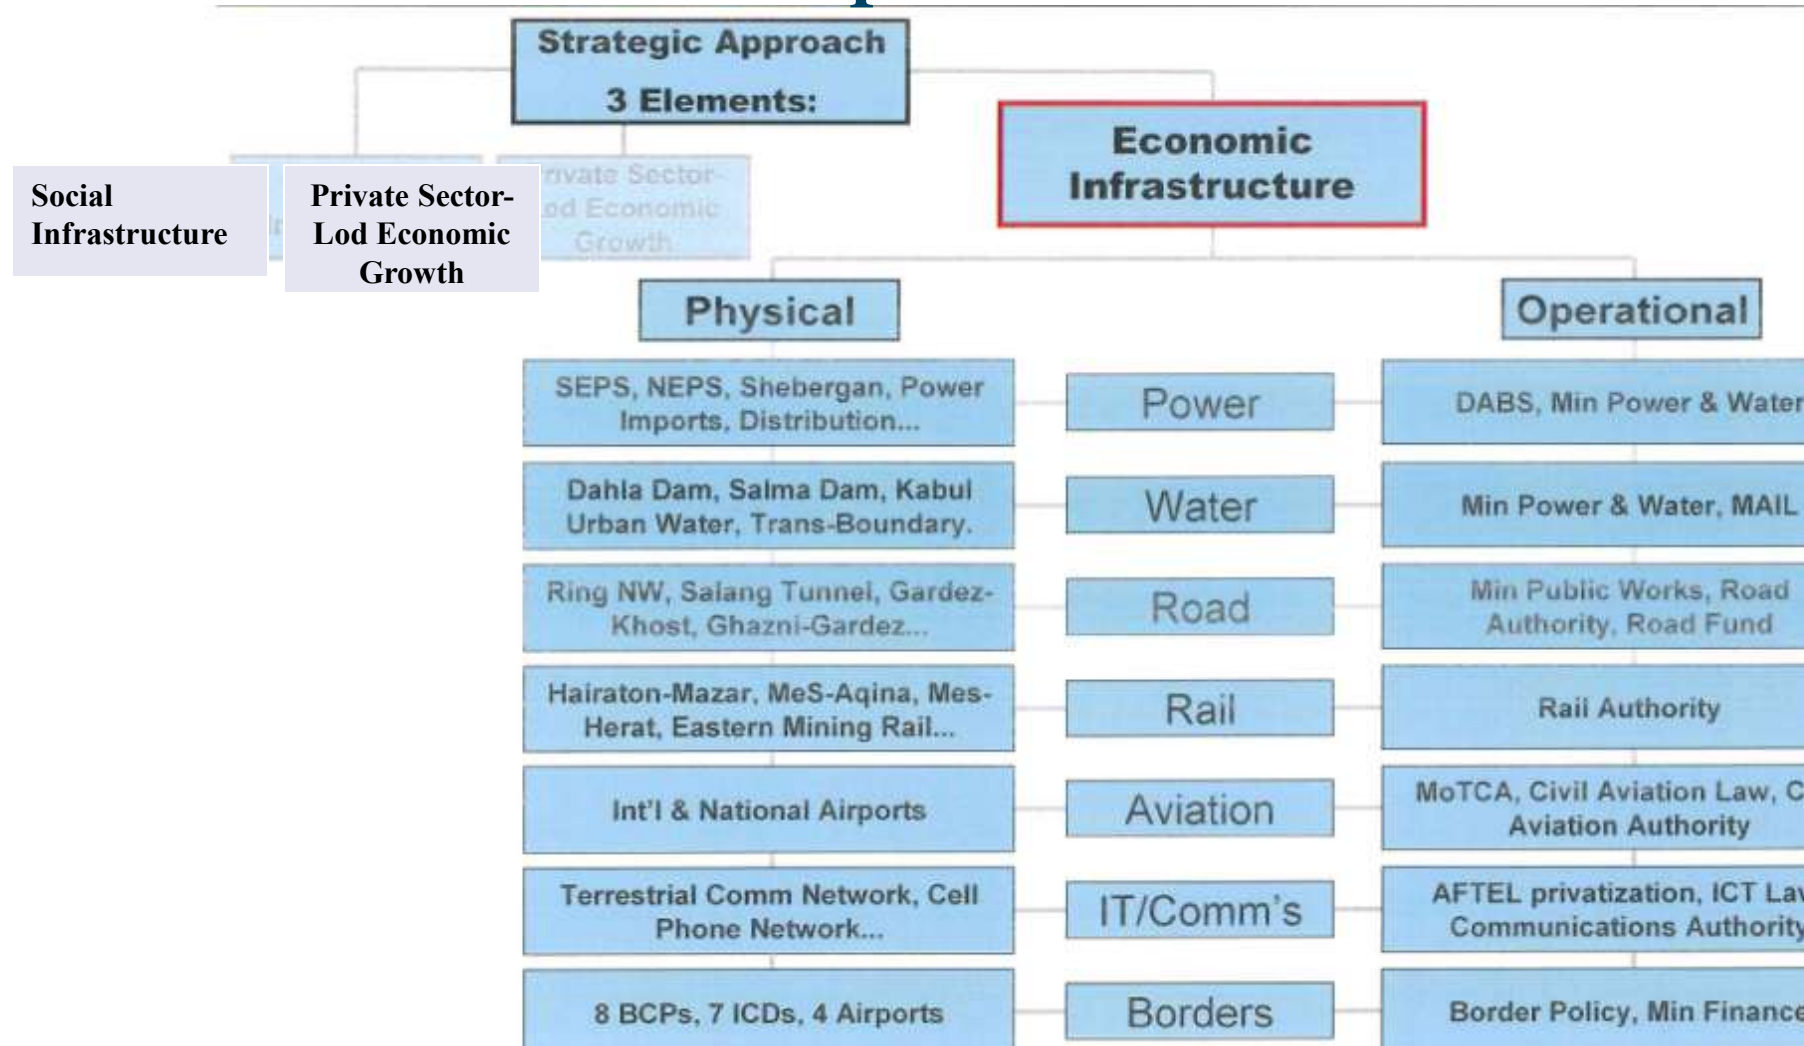 Strategic Approach
3 Elements:
Economic
Infrastructure
Social
Infrastructure
Private Sector-
Lod Economic
Growth
Private Sector-
Led Economic
Growth
Physical
Operational
SEPS, NEPS, Shebergan, Power
Imports, Distribution...
Power
DABS, Min Power & Water
Dahla Dam, Salma Dam, Kabul
Urban Water, Trans-Boundary.
Water
Min Power & Water, MAIL
Ring NW, Salang Tunnel, Gardez-
Khost, Ghazni-Gardez...
Road
Min Public Works, Road
Authority, Road Fund
Hairaton-Mazar, MeS-Aqina, Mes-
Herat, Eastern Mining Rail...
Rail
Rail Authority
Int'l & National Airports
Aviation
MoTCA, Civil Aviation Law,
Aviation Authority
Terrestrial Comm Network, Cell
Phone Network...
IT/Comm's
AFTEL privatization, ICT
Communications Authority
8 BCPs, 7 ICDs, 4 Airports
Borders
Border Policy, Min Finance